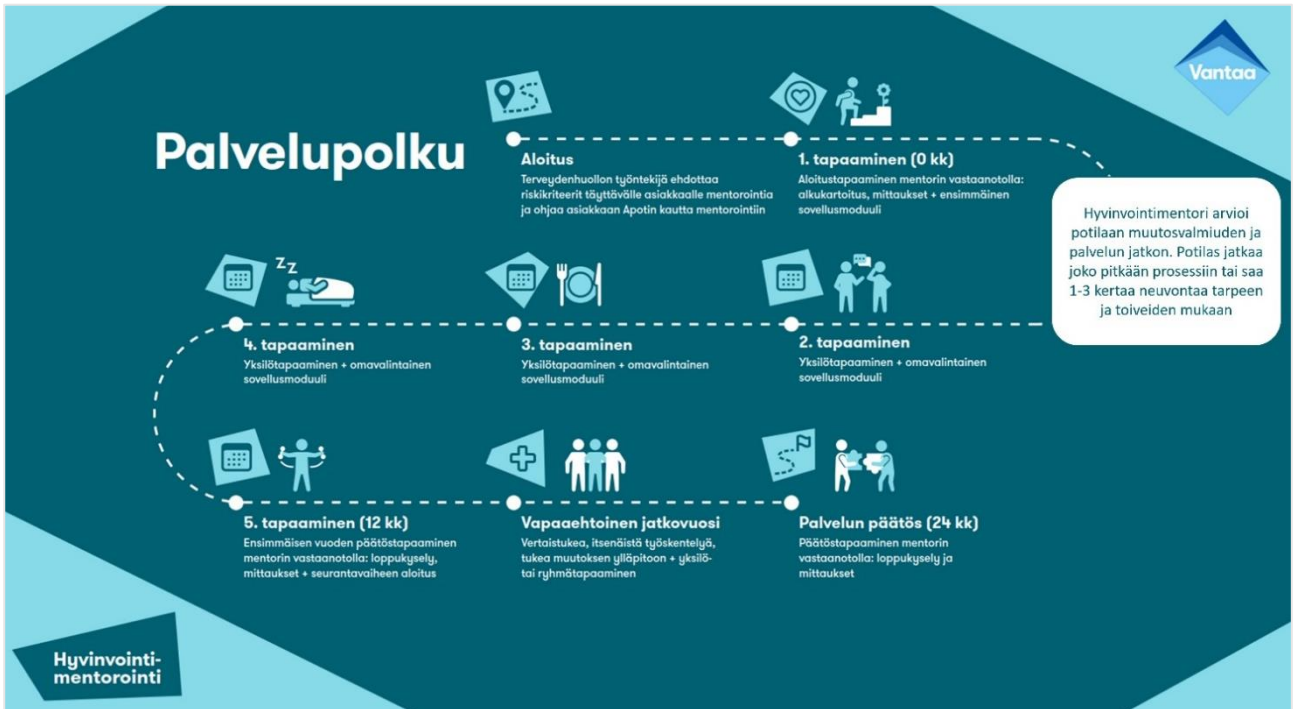 Vantaa
Palvelupolku
Aloitus
Terveydenhuollon työntekijä ehdottaa
riskikriteerit täyttävälle asiakkaalle mentorointia
ja ohjaa asiakkaan Apotin kautta mentorointiin
1. tapaaminen (0 kk)
Aloitustapaaminen mentorin vastaanotolla:
alkukartoitus, mittaukset + ensimmäinen
sovellusmoduuli
Hyvinvointimentori arvioi
potilaan muutosvalmiuden ja
palvelun jatkon. Potilas jatkaa
joko pitkään prosessiin tai saa
1-3 kertaa neuvontaa tarpeen
ja toiveiden mukaan
2. tapaaminen
Yksilötapaaminen + omavalintainen
sovellusmoduuli
3. tapaaminen
Yksilötapaaminen + omavalintainen
sovellusmoduuli
zZ
4. tapaaminen
Yksilötapaaminen + omavalintainen
sovellusmoduuli
5. tapaaminen (12 kk)
Ensimmäisen vuoden päätöstapaaminen
mentorin vastaanotolla: loppukysely,
mittaukset + seurantavaiheen aloitus
Vapaaehtoinen jatkovuosi
Vertaistukea, itsenäistä työskentelyä,
tukea muutoksen ylläpitoon + yksilö-
tai ryhmätapaaminen
Palvelun päätös (24 kk)
Päätöstapaaminen mentorin
vastaanotolla: loppukysely ja
mittaukset
Hyvinvointi-
mentorointi